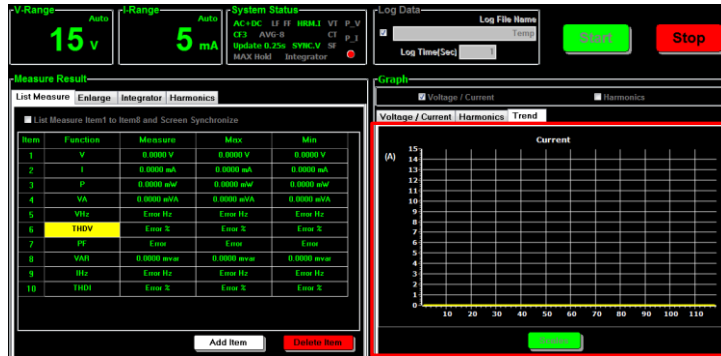 V-Range
Auto
15 V
I-Range
Auto
5 mA
System Status
AC+DC LF FF HRM.I VT P_V
CF3 AVG-8 CT P_I
Update 0.25s SYNC.V SF
MAX Hold Integrator
Log Data
Log File Name
Temp
Log Time(Sec) 1
Start
Stop
Measure Result
List Measure Enlarge Integrator Harmonics
List Measure Item1 to Item8 and Screen Synchronize
Item Function Measure Max Min
1 V 0.0000 V 0.0000 V 0.0000 V
2 I 0.0000 mA 0.0000 mA 0.0000 mA
3 P 0.0000 mW 0.0000 mW 0.0000 mW
4 VA 0.0000 mVA 0.0000 mVA 0.0000 mVA
5 VHz Error Hz Error Hz Error Hz
6 THDV Error % Error % Error %
7 PF Error Error Error
8 VAR 0.0000 mvar 0.0000 mvar 0.0000 mvar
9 IHz Error Hz Error Hz Error Hz
10 THDI Error % Error % Error %
Add Item
Delete Item
Graph
Voltage / Current
Harmonics
Voltage / Current Harmonics Trend
Current
(A)
15
14
13
12
11
10
9
8
7
6
5
4
3
2
1
0
10 20 30 40 50 60 70 80 90 100 110
Scales